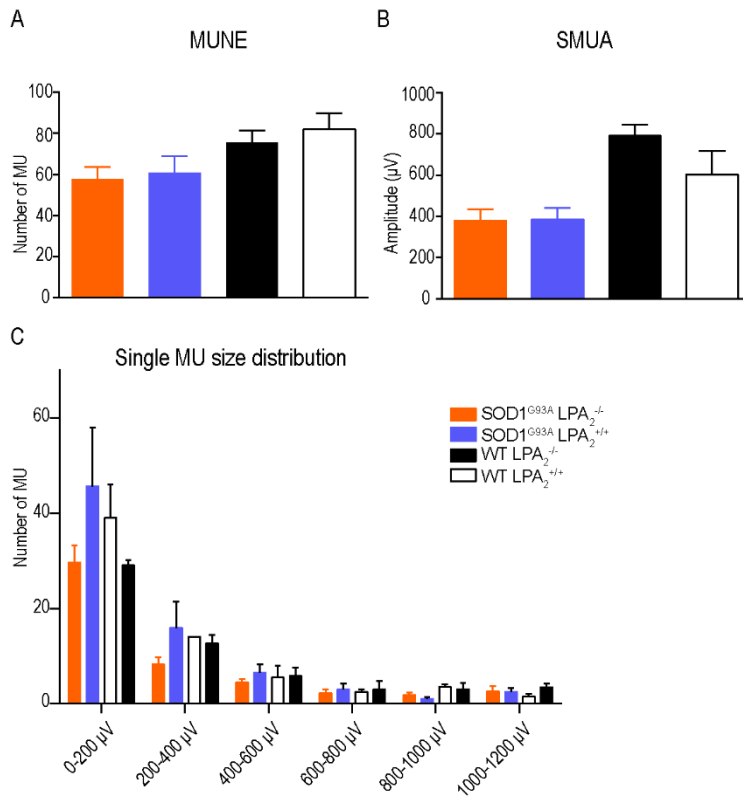 A
MUNE
Number of MU
100
80
60
40
20
0
B
SMUA
Amplitude (µV)
1000
800
600
400
200
0
C
Single MU size distribution
Number of MU
60
40
20
0
0-200 µV
200-400 µV
400-600 µV
600-800 µV
800-1000 µV
1000-1200 µV
SOD1G93A LPA2-/-
SOD1G93A LPA2+/+
WT LPA2-/-
WT LPA2+/+